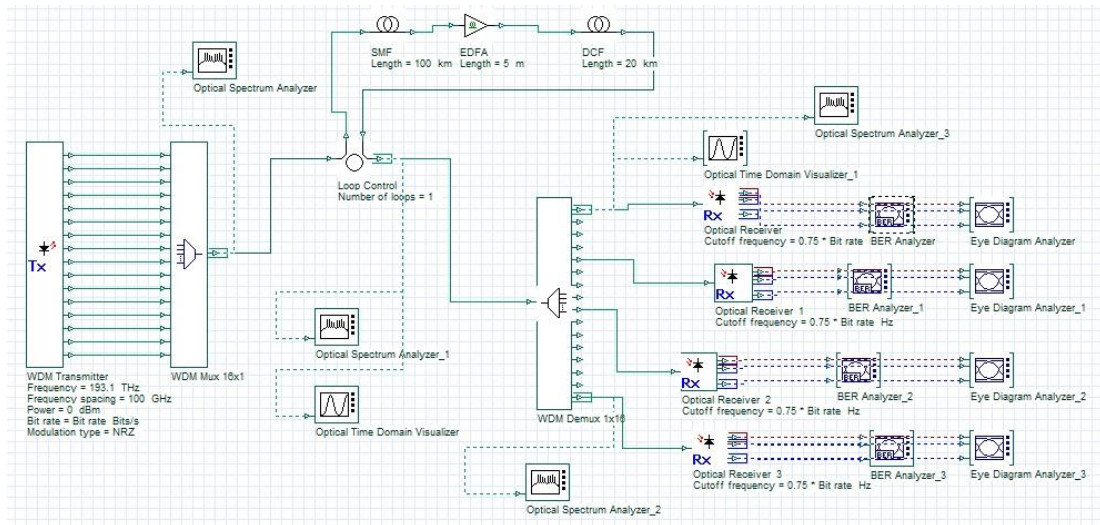 SMF
Length = 100 km
EDFA
Length = 5 m
DCF
Length = 20 km
Optical Spectrum Analyzer
Optical Spectrum Analyzer_3
Optical Time Domain Visualizer_1
Loop Control
Number of loops = 1
Rx
Optical Receiver
Cutoff frequency = 0.75 * Bit rate
BER
BER Analyzer
Eye Diagram Analyzer
Tx
Rx
Optical Receiver 1
Cutoff frequency = 0.75 * Bit rate Hz
BER
BER Analyzer_1
Eye Diagram Analyzer_1
Optical Spectrum Analyzer_1
WDM Transmitter
Frequency = 193.1 THz
Frequency spacing = 100 GHz
Power = 0 dBm
Bit rate = Bit rate Bits/s
Modulation type = NRZ
WDM Mux 16x1
Rx
Optical Receiver 2
Cutoff frequency = 0.75 * Bit rate Hz
BER
BER Analyzer_2
Eye Diagram Analyzer_2
Optical Time Domain Visualizer
WDM Demux 1x16
Rx
Optical Receiver 3
Cutoff frequency = 0.75 * Bit rate Hz
BER
BER Analyzer_3
Eye Diagram Analyzer_3
Optical Spectrum Analyzer_2